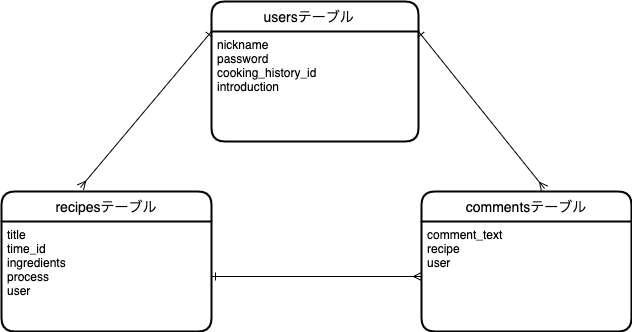 usersテーブル
nickname
password
cooking_history_id
introduction
recipesテーブル
title
time_id
ingredients
process
user
commentsテーブル
comment_text
recipe
user